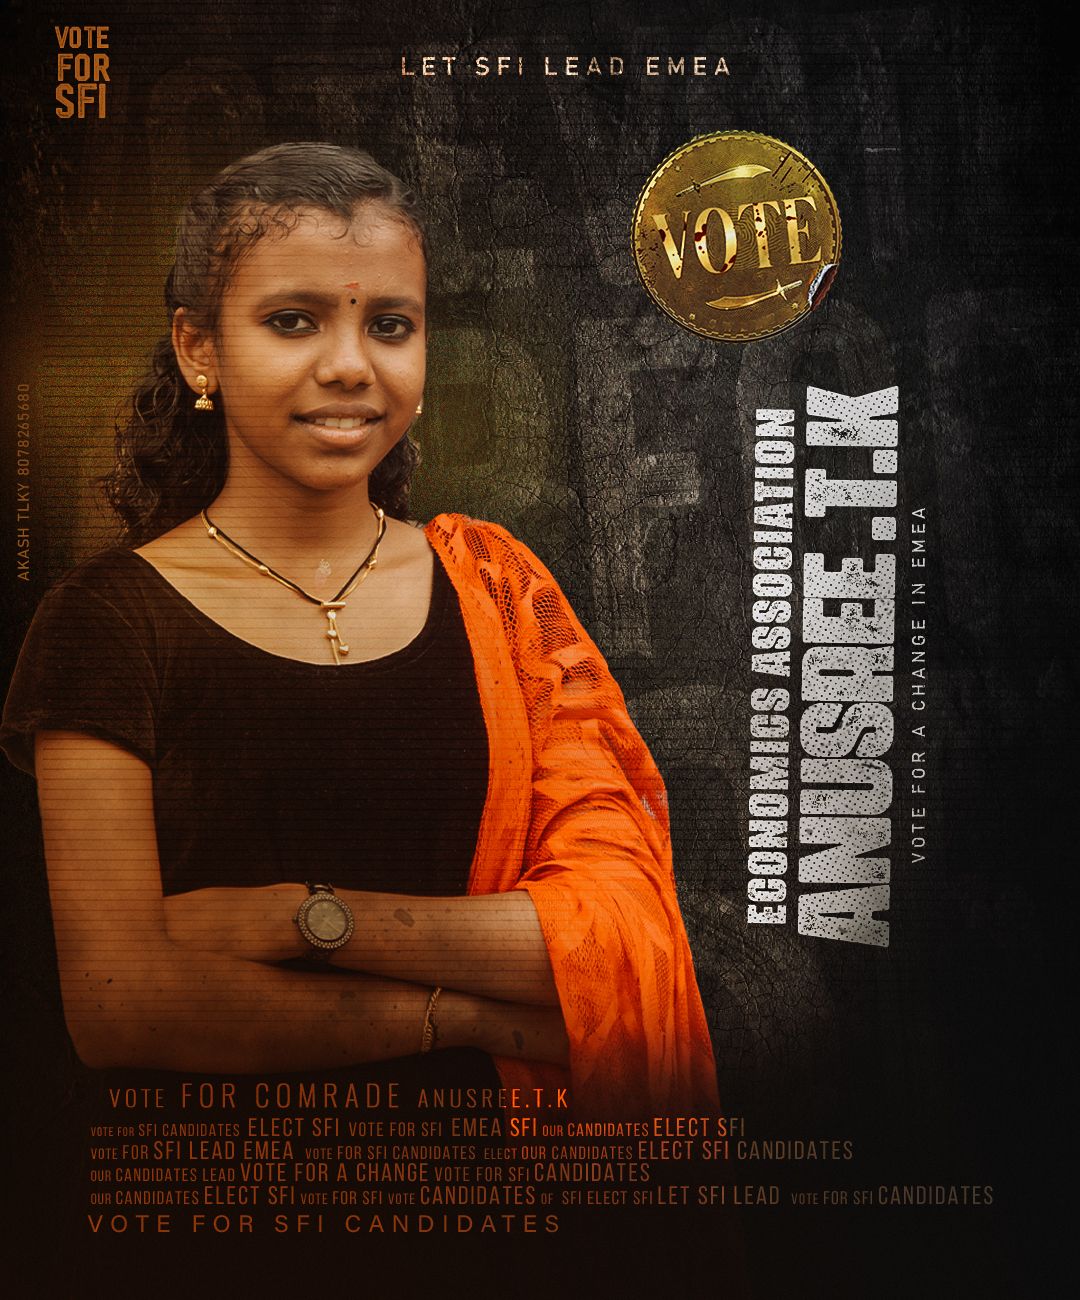 VOTE
FOR
SFI
LET SFI LEAD EMEA
VOTE
ECONOMICS ASSOCIATION
ANUSREE.T.K
VOTE FOR A CHANGE IN EMEA
AKASH TLKY 8078265680
VOTE FOR COMRADE ANUSREE.T.K
VOTE FOR SFI CANDIDATES ELECT SFI VOTE FOR SFI EMEA SFI OUR CANDIDATES ELECT SFI
VOTE FOR SFI LEAD EMEA VOTE FOR SFI CANDIDATES ELECT OUR CANDIDATES ELECT SFI CANDIDATES
OUR CANDIDATES LEAD VOTE FOR A CHANGE VOTE FOR SFI CANDIDATES
OUR CANDIDATES ELECT SFI VOTE FOR SFI VOTE CANDIDATES OF SFI ELECT SFI LET SFI LEAD VOTE FOR SFI CANDIDATES
VOTE FOR SFI CANDIDATES